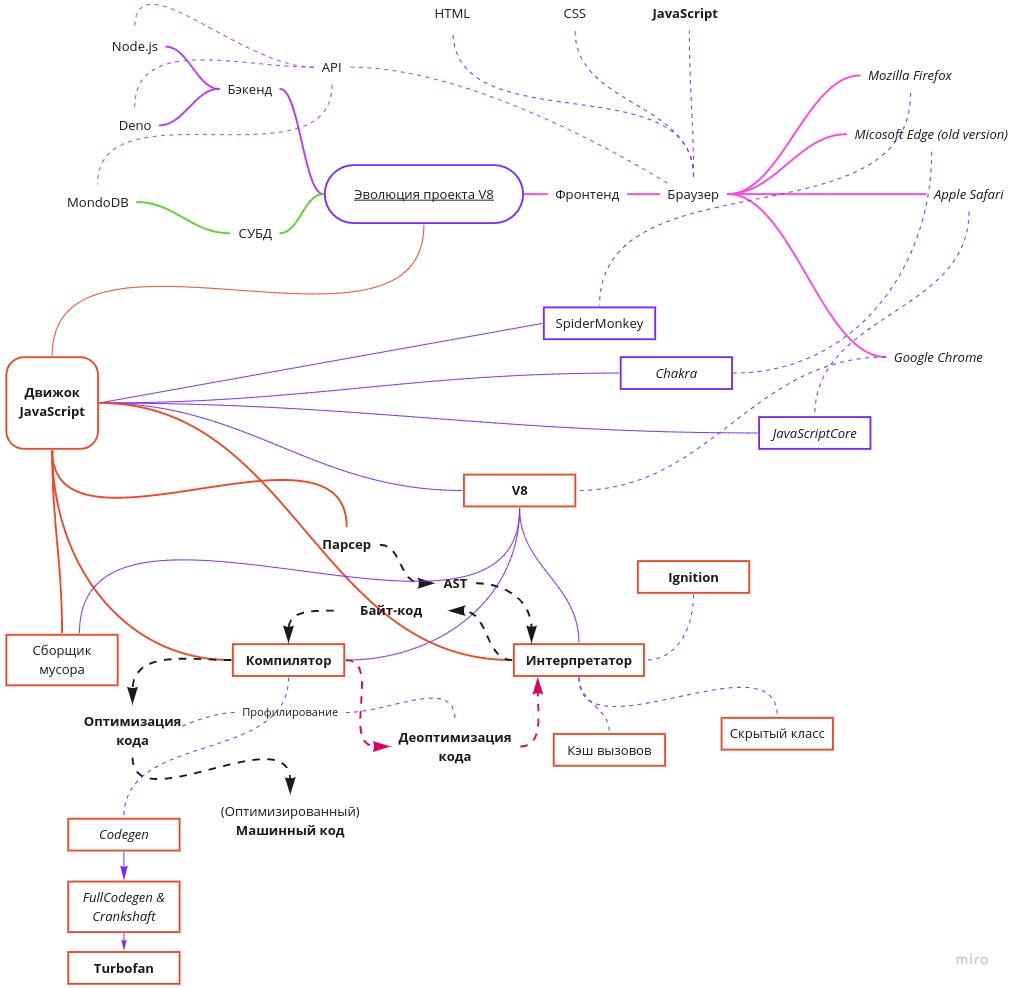 HTML
CSS
JavaScript
Node.js
API
Mozilla Firefox
Бэкенд
Deno
Micosoft Edge (old version)
MondoDB
Эволюция проекта V8
Фронтенд
Браузер
Apple Safari
СУБД
SpiderMonkey
Google Chrome
Chakra
Движок
JavaScript
JavaScriptCore
V8
Парсер
AST
Ignition
Байт-код
Сборщик
мусора
Компилятор
Интерпретатор
Профилирование
Оптимизация
кода
Деоптимизация
кода
Кэш вызовов
Скрытый класс
(Оптимизированный)
Машинный код
Codegen
FullCodegen &
Crankshaft
Turbofan
miro